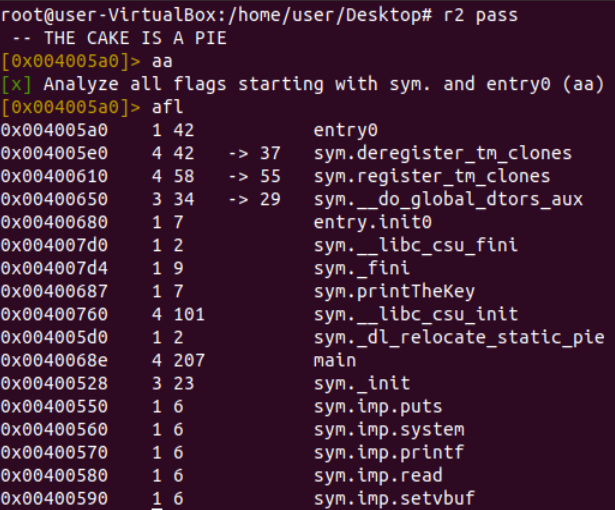 root@user-VirtualBox:/home/user/Desktop# r2 pass
 -- THE CAKE IS A PIE
[0x004005a0]> aa
[x] Analyze all flags starting with sym. and entry0 (aa)
[0x004005a0]> afl
0x004005a0    1 42           entry0
0x004005e0    4 42   -> 37   sym.deregister_tm_clones
0x00400610    4 58   -> 55   sym.register_tm_clones
0x00400650    3 34   -> 29   sym.__do_global_dtors_aux
0x00400680    1 7            entry.init0
0x004007d0    1 2            sym.__libc_csu_fini
0x004007d4    1 9            sym._fini
0x00400687    1 7            sym.printTheKey
0x00400760    4 101          sym.__libc_csu_init
0x004005d0    1 2            sym._dl_relocate_static_pie
0x0040068e    4 207          main
0x00400528    3 23           sym._init
0x00400550    1 6            sym.imp.puts
0x00400560    1 6            sym.imp.system
0x00400570    1 6            sym.imp.printf
0x00400580    1 6            sym.imp.read
0x00400590    1 6            sym.imp.setvbuf